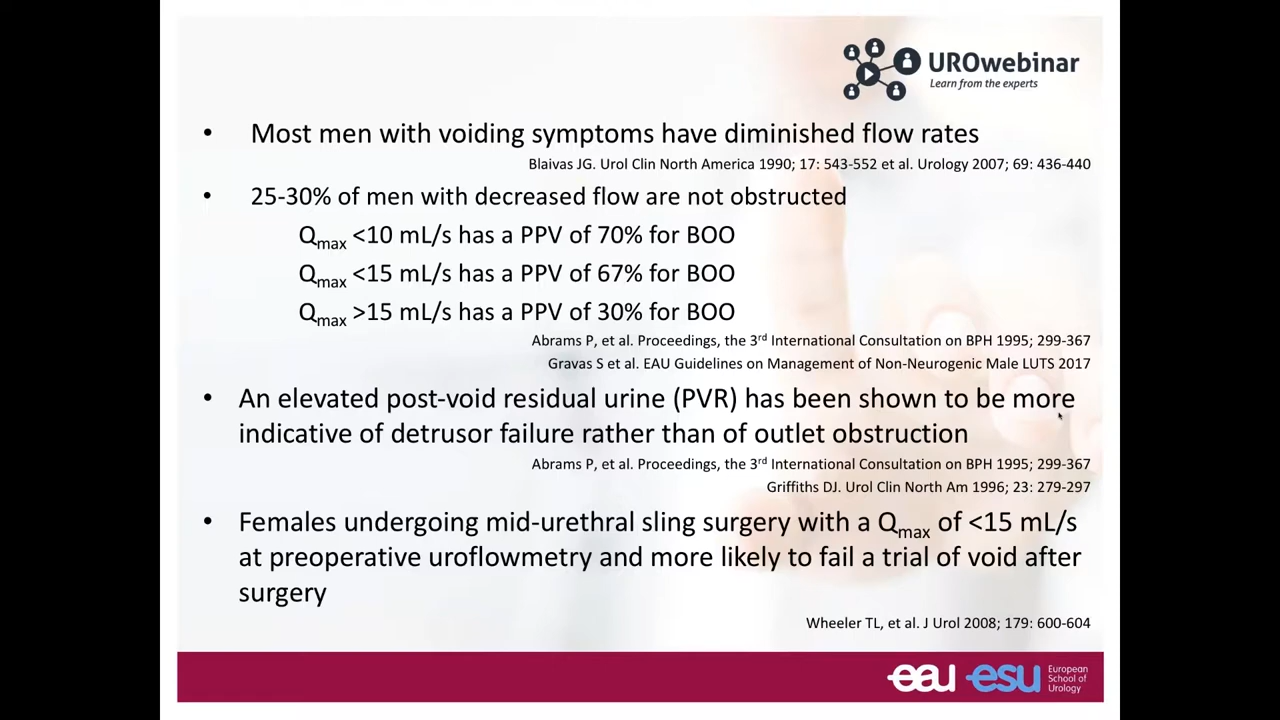 UROwebinar
Learn from the experts
• Most men with voiding symptoms have diminished flow rates
Blaivas JG. Urol Clin North America 1990; 17: 543-552 et al. Urology 2007; 69: 436-440
• 25-30% of men with decreased flow are not obstructed
Qmax <10 mL/s has a PPV of 70% for BOO
Qmax <15 mL/s has a PPV of 67% for BOO
Qmax >15 mL/s has a PPV of 30% for BOO
Abrams P, et al. Proceedings, the 3rd International Consultation on BPH 1995; 299-367
Gravas S et al. EAU Guidelines on Management of Non-Neurogenic Male LUTS 2017
• An elevated post-void residual urine (PVR) has been shown to be more
indicative of detrusor failure rather than of outlet obstruction
Abrams P, et al. Proceedings, the 3rd International Consultation on BPH 1995; 299-367
Griffiths DJ. Urol Clin North Am 1996; 23: 279-297
• Females undergoing mid-urethral sling surgery with a Qmax of <15 mL/s
at preoperative uroflowmetry and more likely to fail a trial of void after
surgery
Wheeler TL, et al. J Urol 2008; 179: 600-604
eau esu European
School of
Urology